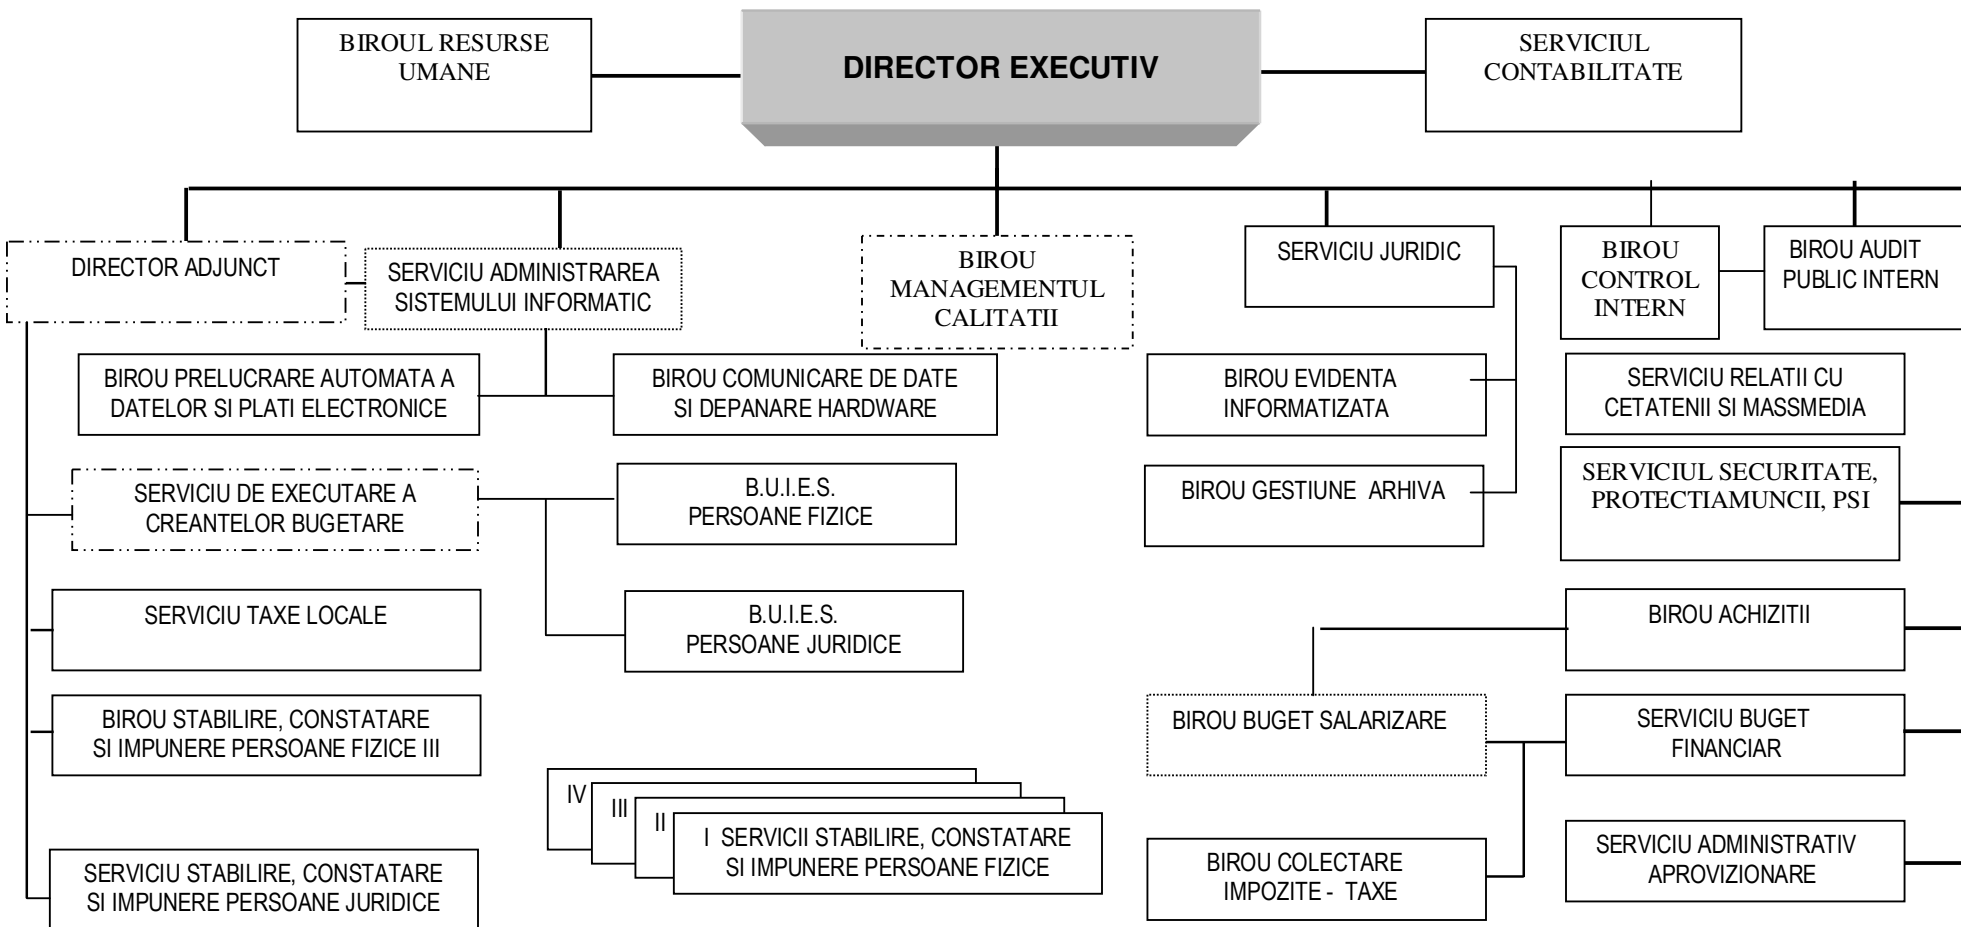 BIROUL RESURSE
UMANE
DIRECTOR EXECUTIV
SERVICIUL
CONTABILITATE
DIRECTOR ADJUNCT
SERVICIU ADMINISTRAREA
SISTEMULUI INFORMATIC
BIROU
MANAGEMENTUL
CALITATII
SERVICIU JURIDIC
BIROU
CONTROL
INTERN
BIROU AUDIT
PUBLIC INTERN
BIROU PRELUCRARE AUTOMATA A
DATELOR SI PLATI ELECTRONICE
BIROU COMUNICARE DE DATE
SI DEPANARE HARDWARE
BIROU EVIDENTA
INFORMATIZATA
SERVICIU RELATII CU
CETATENII SI MASSMEDIA
SERVICIU DE EXECUTARE A
CREANTELOR BUGETARE
B.U.I.E.S.
PERSOANE FIZICE
BIROU GESTIUNE  ARHIVA
SERVICIUL SECURITATE,
PROTECTIAMUNCII, PSI
SERVICIU TAXE LOCALE
B.U.I.E.S.
PERSOANE JURIDICE
BIROU ACHIZITII
BIROU STABILIRE, CONSTATARE
SI IMPUNERE PERSOANE FIZICE III
BIROU BUGET SALARIZARE
SERVICIU BUGET
FINANCIAR
IV
III
II
I  SERVICII STABILIRE, CONSTATARE
SI IMPUNERE PERSOANE FIZICE
SERVICIU STABILIRE, CONSTATARE
SI IMPUNERE PERSOANE JURIDICE
BIROU COLECTARE
IMPOZITE -  TAXE
SERVICIU ADMINISTRATIV
APROVIZIONARE